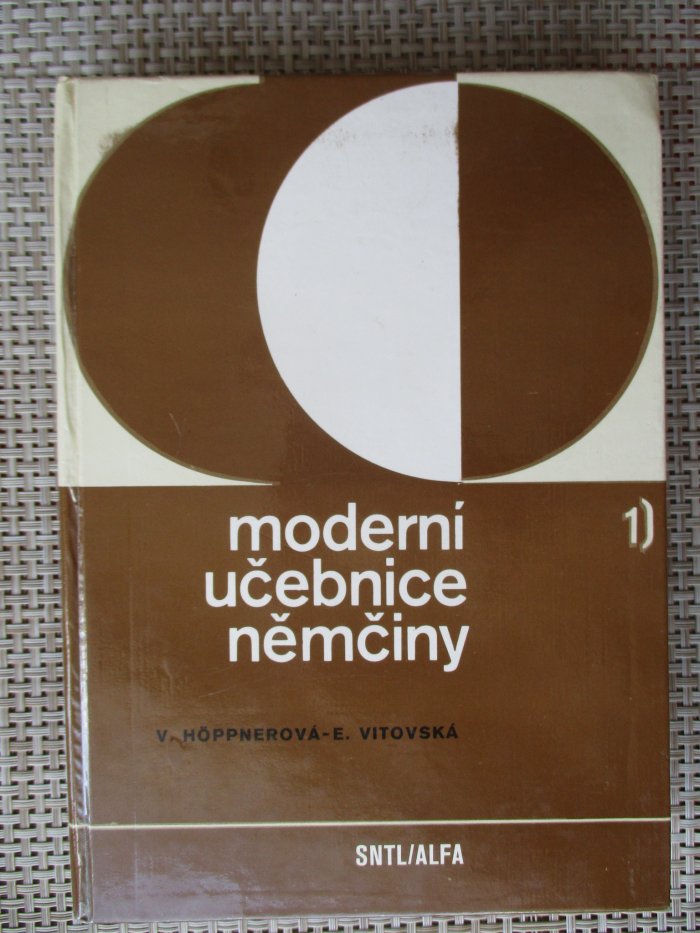 moderní
učebnice
němčiny
1)
V. HÖPPNEROVÁ-E. VITOVSKÁ
SNTL/ALFA